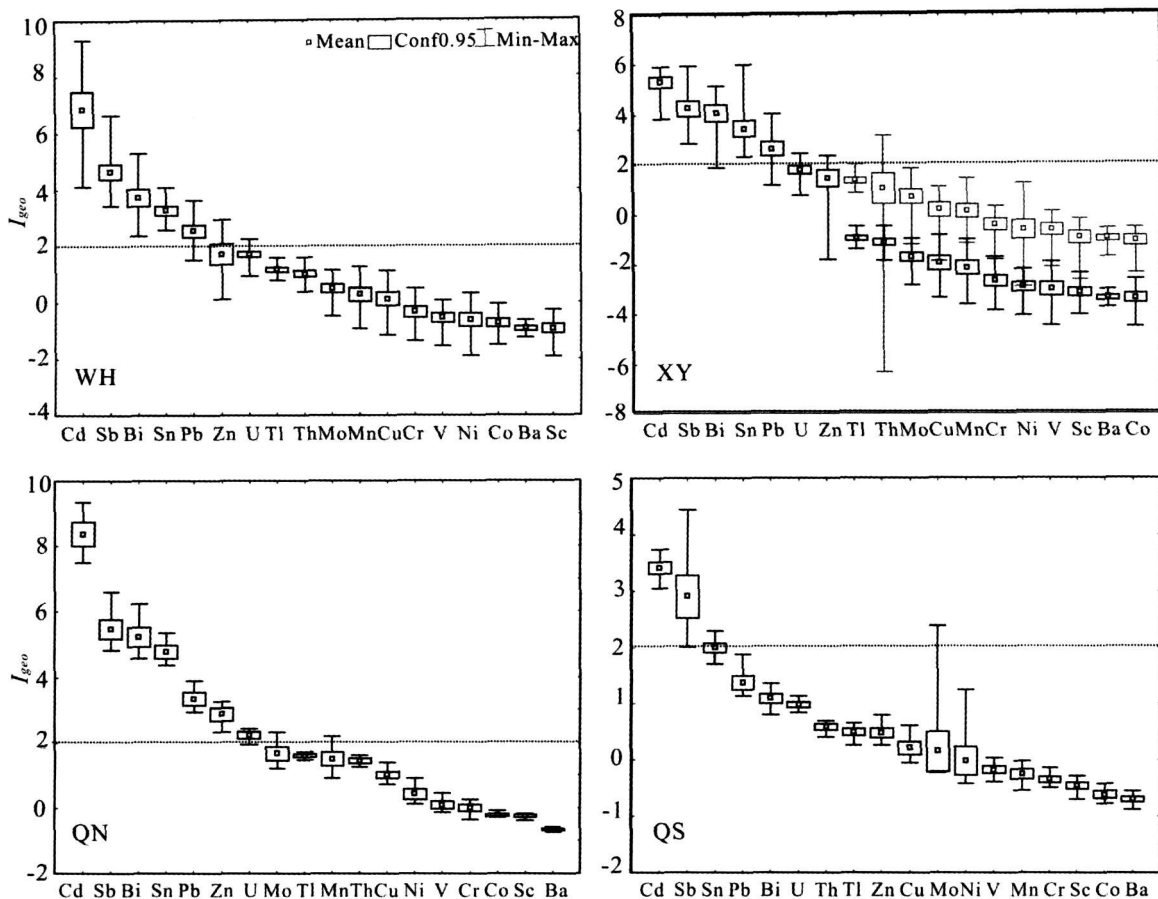 10
8
6
4
2
0
-2
-4
I_geo
Mean Conf0.95 Min-Max
WH
Cd Sb Bi Sn Pb Zn U Tl Th Mo Mn Cu Cr V Ni Co Ba Sc
8
6
4
2
0
-2
-4
-6
-8
XY
Cd Sb Bi Sn Pb U Zn Tl Th Mo Cu Mn Cr Ni V Sc Ba Co
10
8
6
4
2
0
-2
I_geo
QN
Cd Sb Bi Sn Pb Zn U Mo Tl Mn Th Cu Ni V Cr Co Sc Ba
5
4
3
2
1
0
-1
-2
QS
Cd Sb Sn Pb Bi U Th Tl Zn Cu Mo Ni V Mn Cr Sc Co Ba